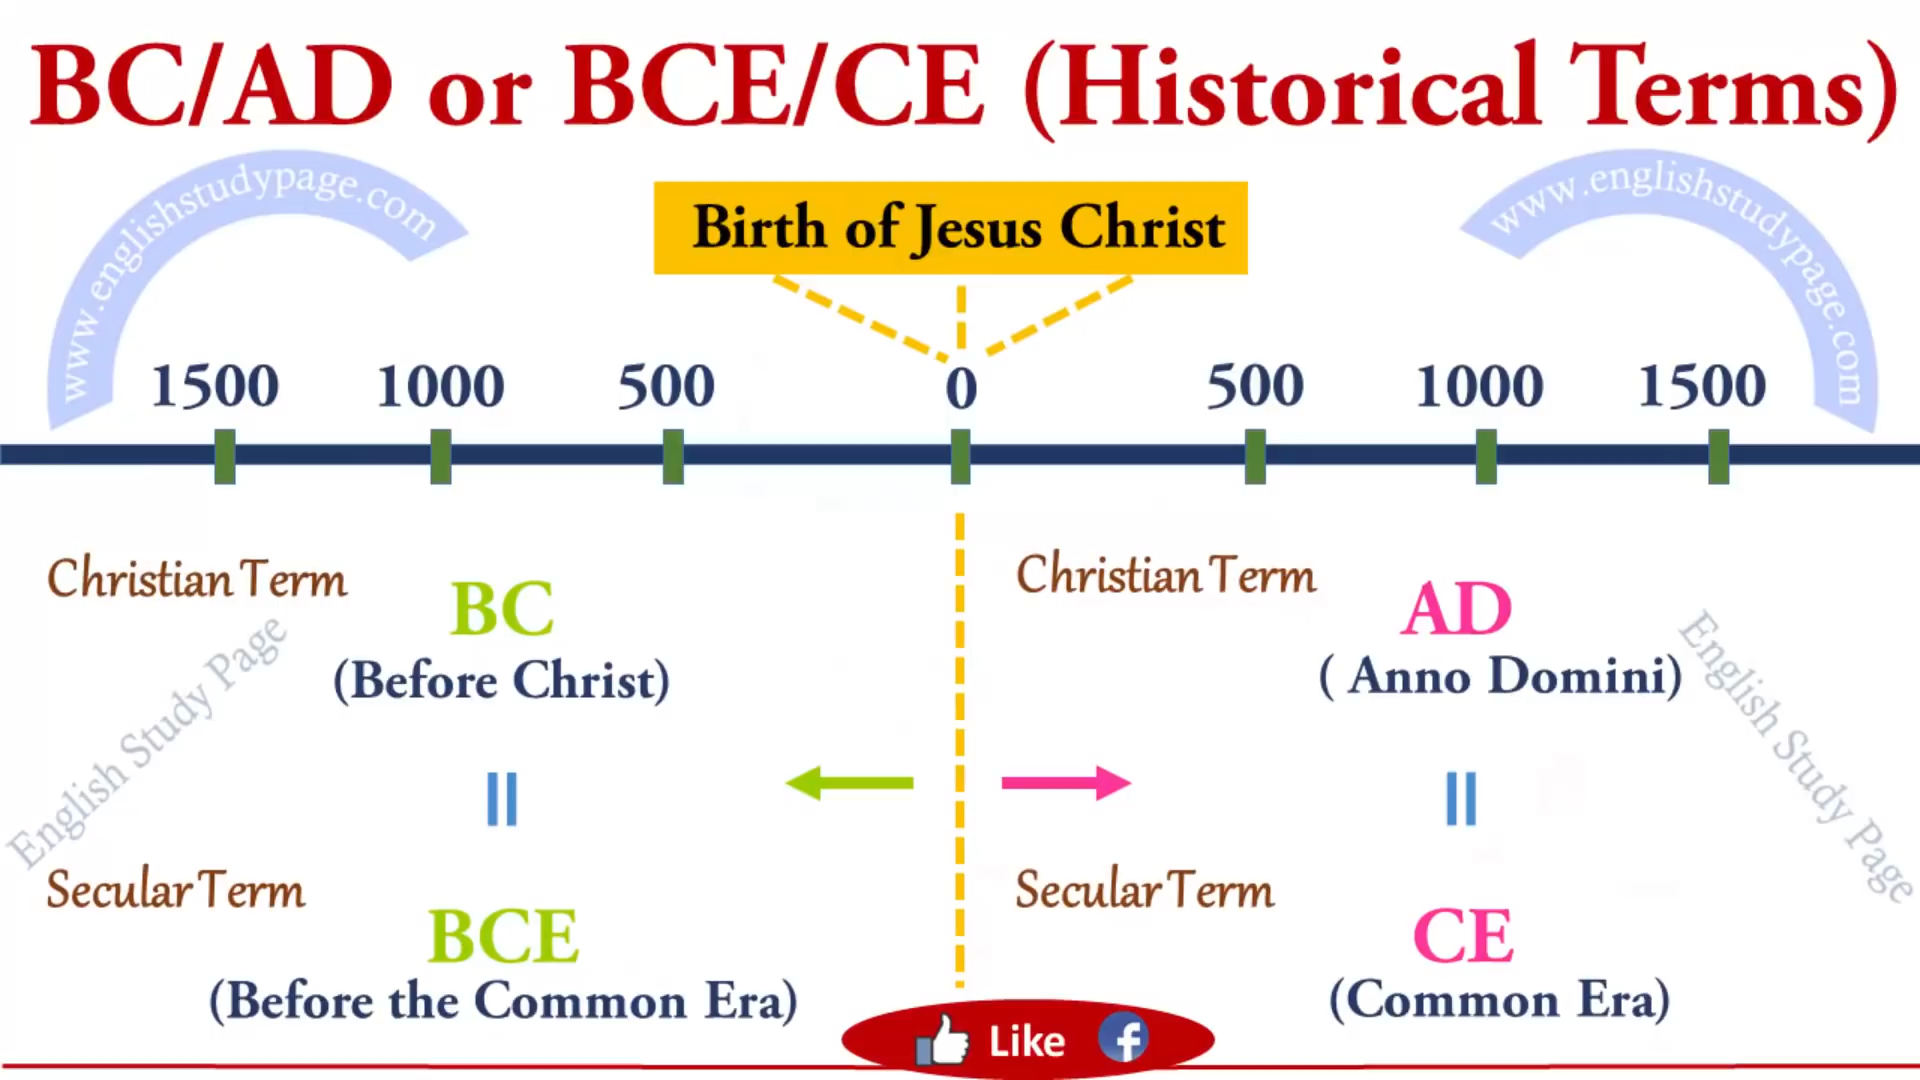 BC/AD or BCE/CE (Historical Terms)
www.englishstudypage.com
www.englishstudypage.com
Birth of Jesus Christ
1500 1000 500 0 500 1000 1500
Christian Term
BC
(Before Christ)
Christian Term
AD
( Anno Domini)
English Study Page
English Study Page
Secular Term
BCE
(Before the Common Era)
Secular Term
CE
(Common Era)
Like f